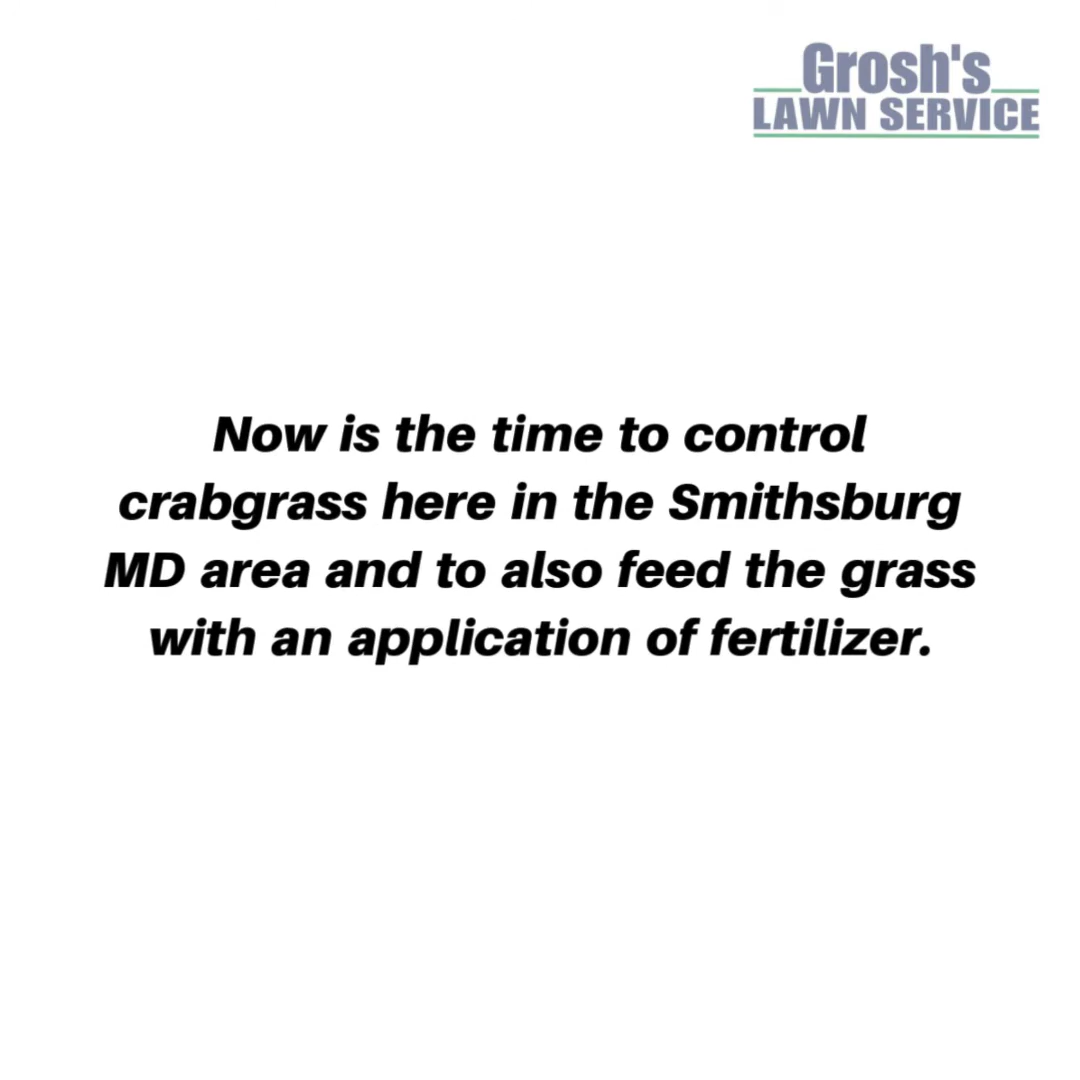 Grosh's
LAWN SERVICE
Now is the time to control
crabgrass here in the Smithsburg
MD area and to also feed the grass
with an application of fertilizer.